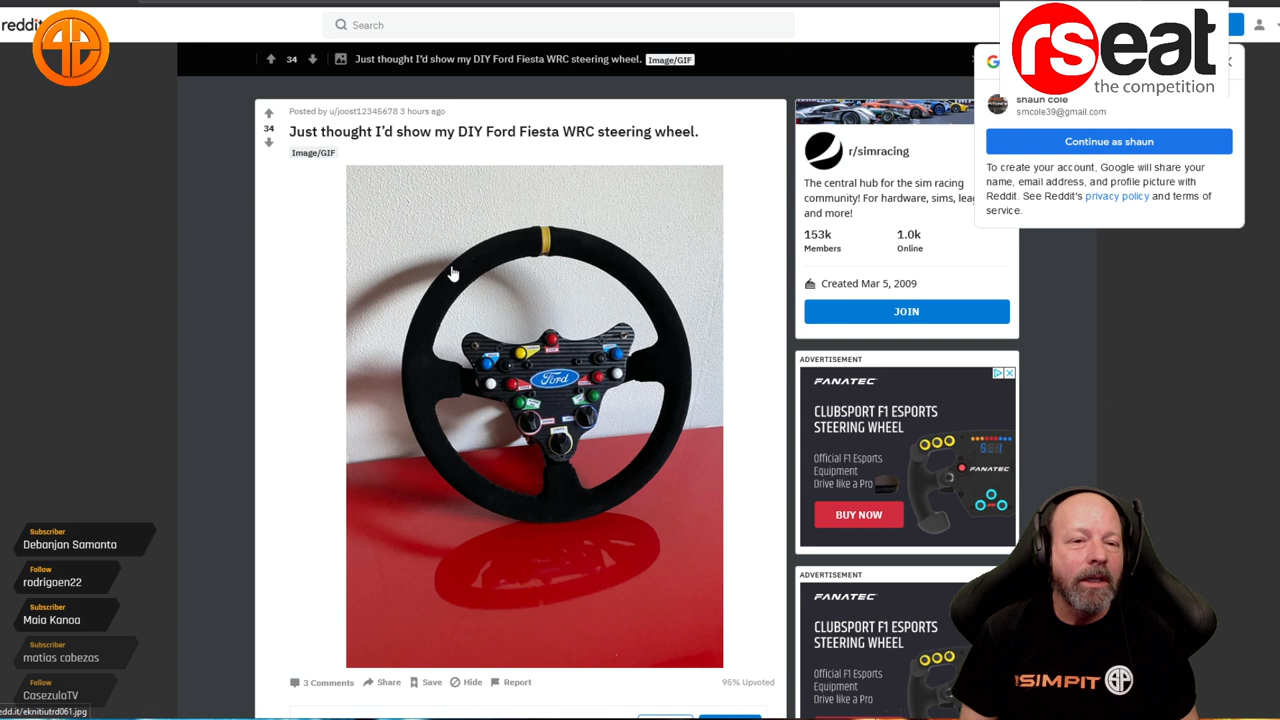 reddit
Search
rseat
the competition
34
Just thought I'd show my DIY Ford Fiesta WRC steering wheel. Image/GIF
Posted by u/joost12345678 3 hours ago
34
Just thought I'd show my DIY Ford Fiesta WRC steering wheel.
Image/GIF
Ford
3 Comments Share Save Hide Report
95% Upvoted
r/simracing
The central hub for the sim racing
community! For hardware, sims,
and more!
153k 1.0k
Members Online
Created Mar 5, 2009
JOIN
shaun cole
smcole39@gmail.com
Continue as shaun
To create your account, Google will share your
name, email address, and profile picture with
Reddit. See Reddit's privacy policy and terms of
service.
ADVERTISEMENT
FANATEC
CLUBSPORT F1 ESPORTS
STEERING WHEEL
Official F1 Esports
Equipment
Drive like a Pro
BUY NOW
FANATEC
ADVERTISEMENT
FANATEC
CLUBSPORT F1 ESPORTS
STEERING WHEEL
Official F1 Esports
Equipment
Drive like a Pro
Subscriber
Debanjan Samanta
Follow
rodrigoen22
Subscriber
Maia Kanoa
Subscriber
matias cabezas
Follow
CasezulaTV
edd.it/eknitiutrd061.jpg
SIMPIT